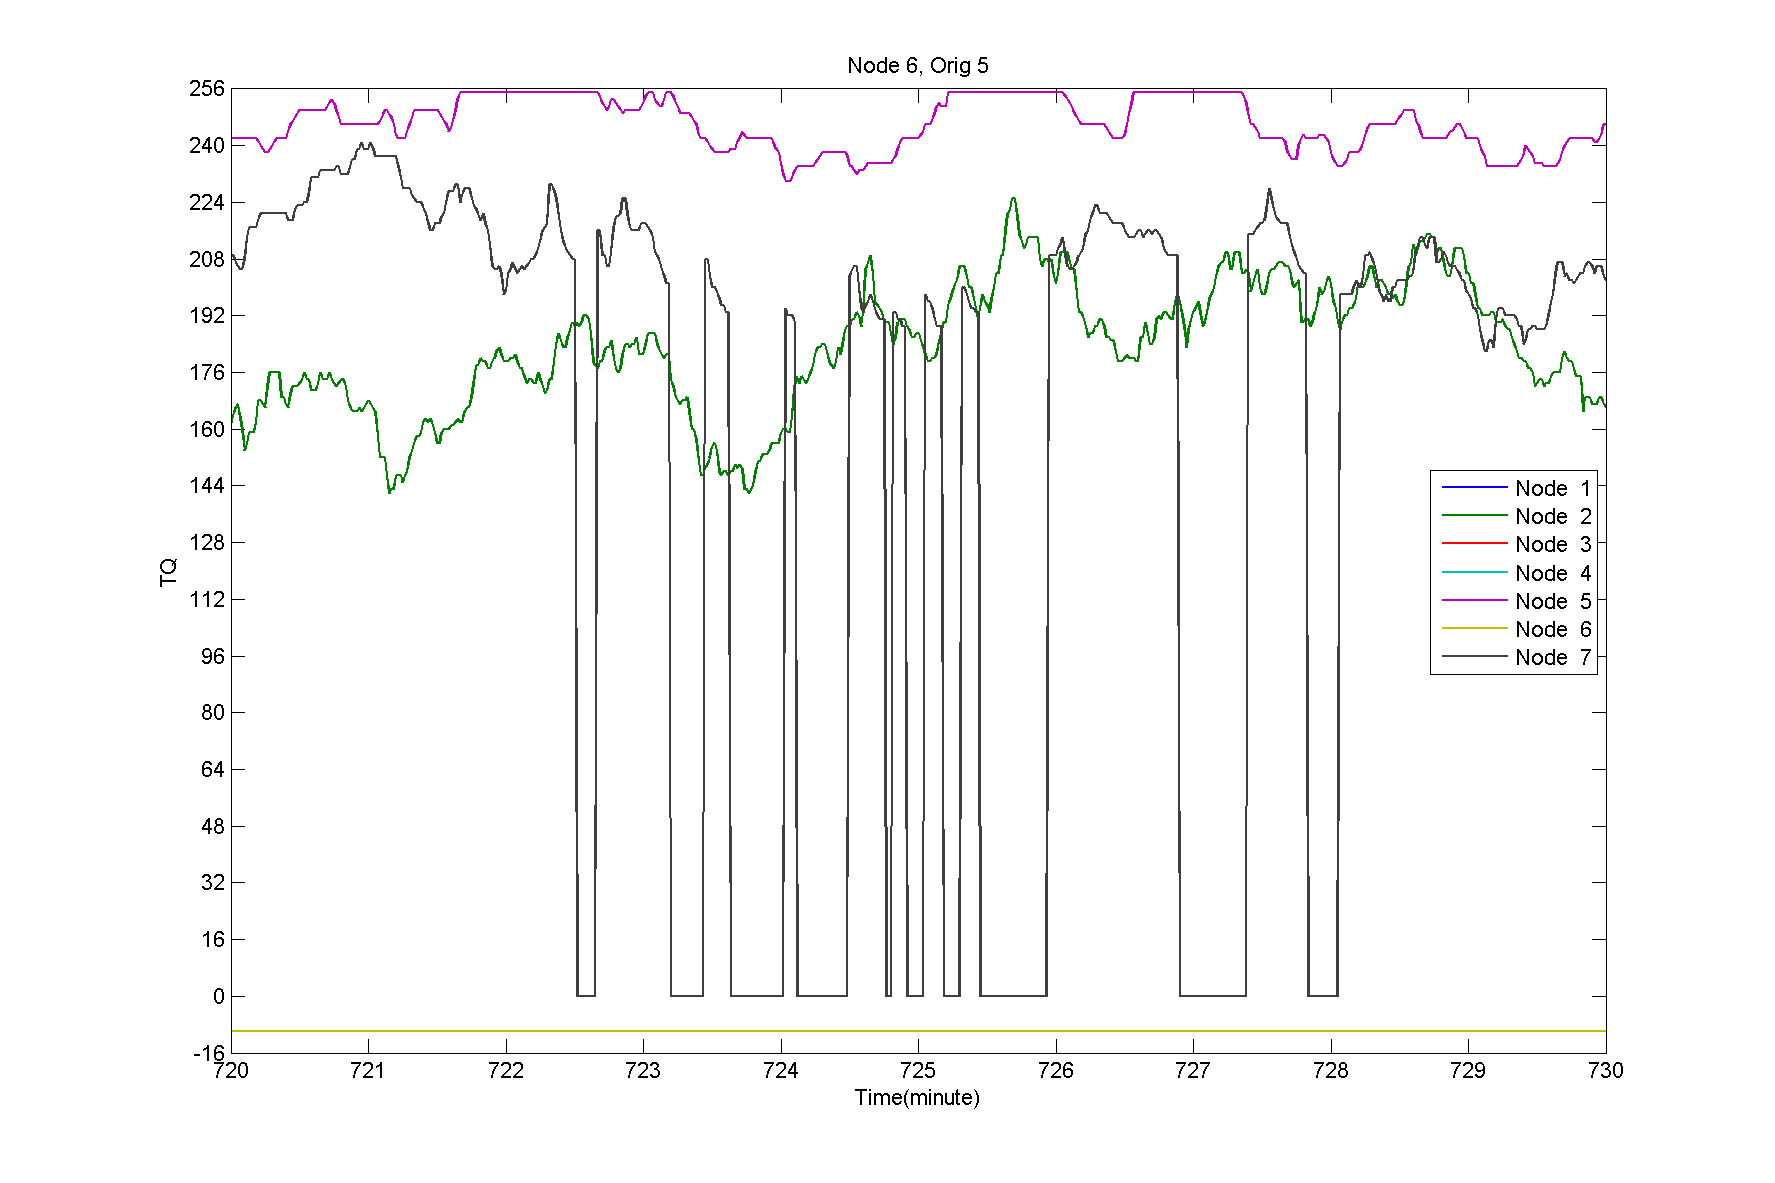 Node 6, Orig 5
256
240
224
208
192
176
160
144
128
112
96
80
64
48
32
16
0
-16
TQ
Node 1
Node 2
Node 3
Node 4
Node 5
Node 6
Node 7
720 721 722 723 724 725 726 727 728 729 730
Time(minute)